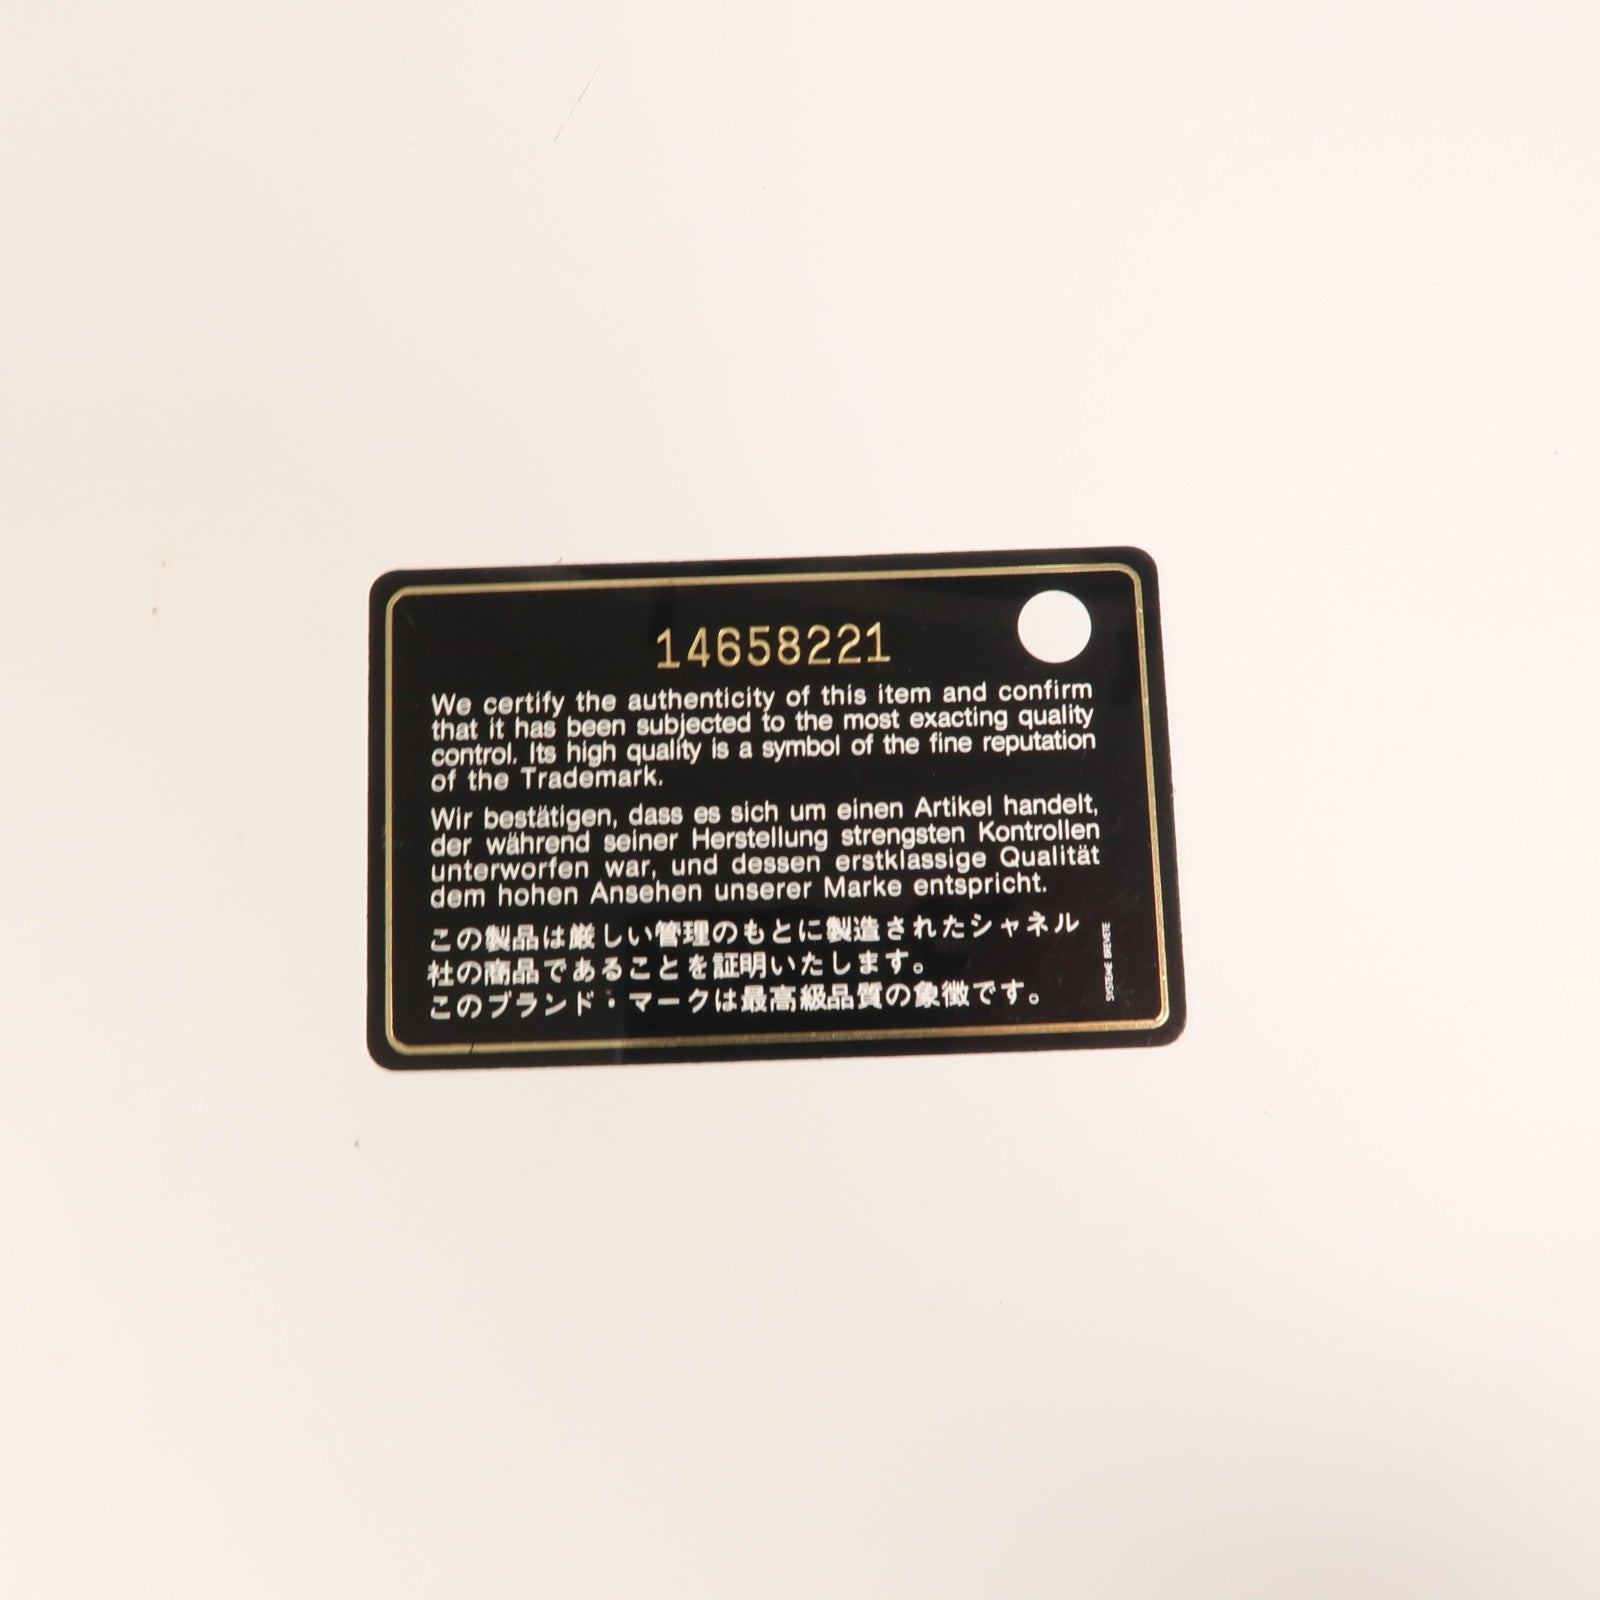 14658221
We certify the authenticity of this item and confirm
that it has been subjected to the most exacting quality
control. Its high quality is a symbol of the fine reputation
of the Trademark.
Wir bestätigen, dass es sich um einen Artikel handelt,
der während seiner Herstellung strengsten Kontrollen
unterworfen war, und dessen erstklassige Qualität
dem hohen Ansehen unserer Marke entspricht.
この製品は厳しい管理のもとに製造されたシャネル
社の商品であることを証明いたします。
このブランド・マークは最高級品質の象徴です。
SYSTEME BREVETE